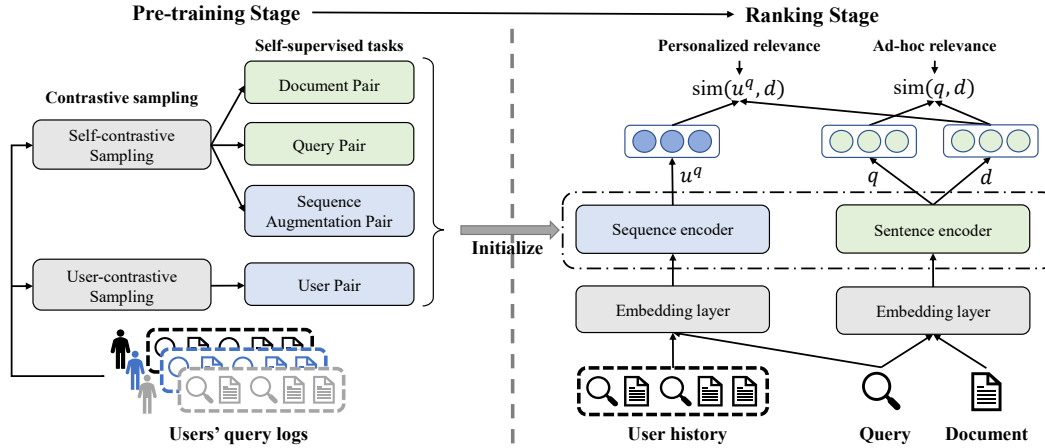 Pre-training Stage
Ranking Stage
Self-supervised tasks
Contrastive sampling
Document Pair
Self-contrastive
Sampling
Query Pair
Sequence
Augmentation Pair
User-contrastive
Sampling
User Pair
Users' query logs
Initialize
Personalized relevance
Ad-hoc relevance
sim(u^q, d)
sim(q, d)
u^q
q
d
Sequence encoder
Sentence encoder
Embedding layer
Embedding layer
User history
Query
Document